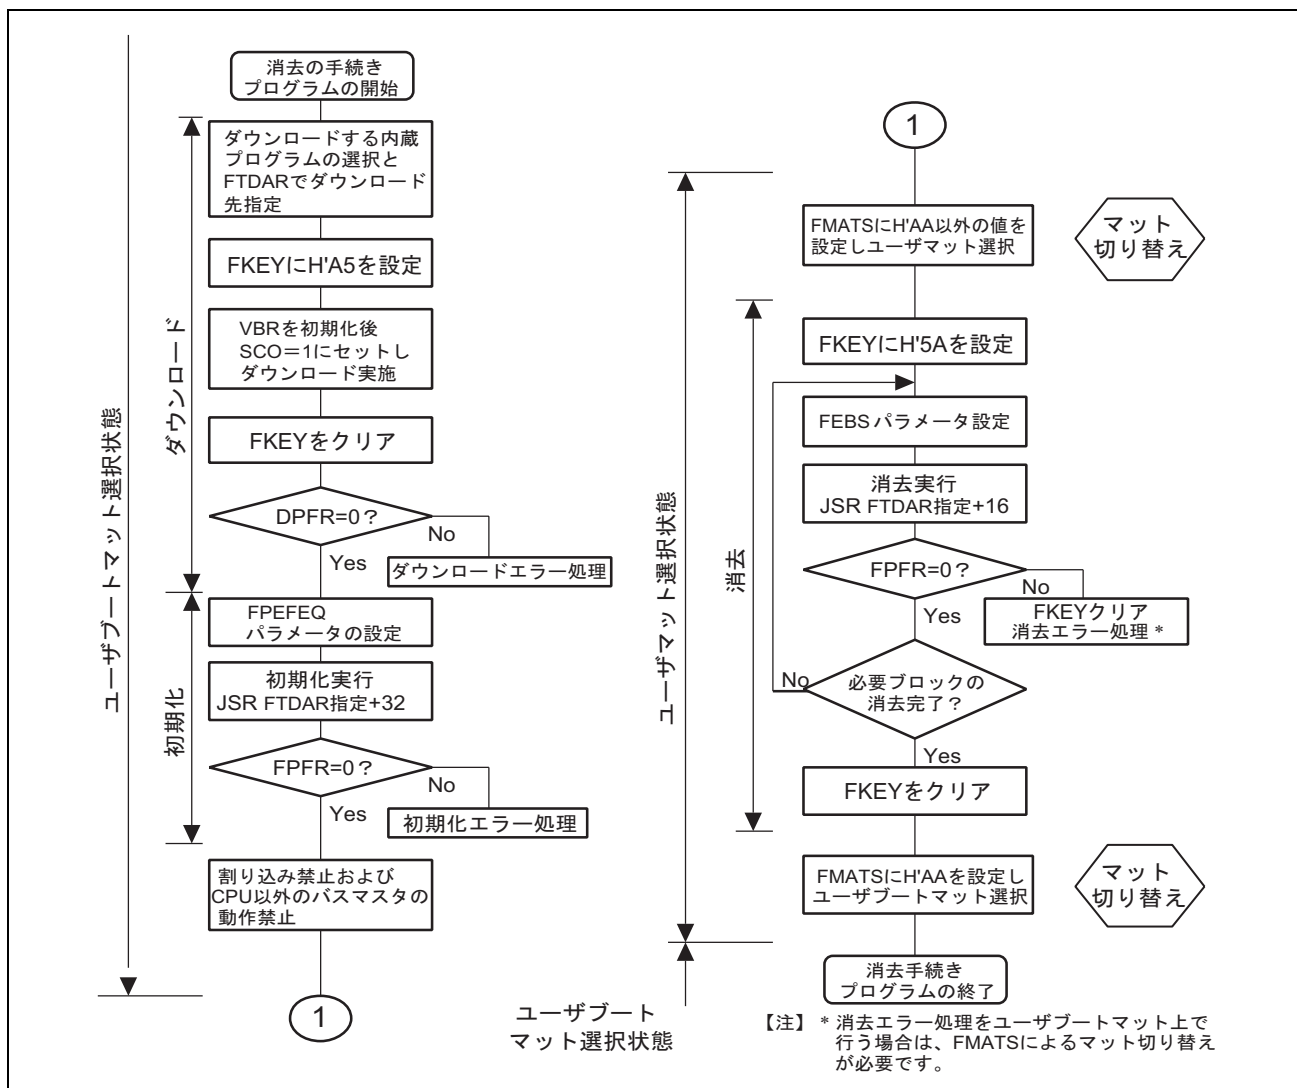 消去の手続き
プログラムの開始
ダウンロードする内蔵
プログラムの選択と
FTDARでダウンロード
先指定
FKEYにH'A5を設定
VBRを初期化後
SCO＝1にセットし
ダウンロード実施
FKEYをクリア
DPFR=0？
No
Yes
ダウンロードエラー処理
FPEFEQ
パラメータの設定
初期化実行
JSR FTDAR指定+32
FPFR=0？
No
Yes
初期化エラー処理
割り込み禁止および
CPU以外のバスマスタの
動作禁止
1
ユーザブートマット選択状態
ダウンロード
初期化
1
FMATSにH'AA以外の値を
設定しユーザマット選択
マット
切り替え
FKEYにH'5Aを設定
FEBSパラメータ設定
消去実行
JSR FTDAR指定+16
FPFR=0？
No
Yes
FKEYクリア
消去エラー処理 *
必要ブロックの
消去完了？
No
Yes
FKEYをクリア
FMATSにH'AAを設定し
ユーザブートマット選択
マット
切り替え
消去手続き
プログラムの終了
ユーザマット選択状態
消去
ユーザブート
マット選択状態
【注】 * 消去エラー処理をユーザブートマット上で
行う場合は、FMATSによるマット切り替え
が必要です。